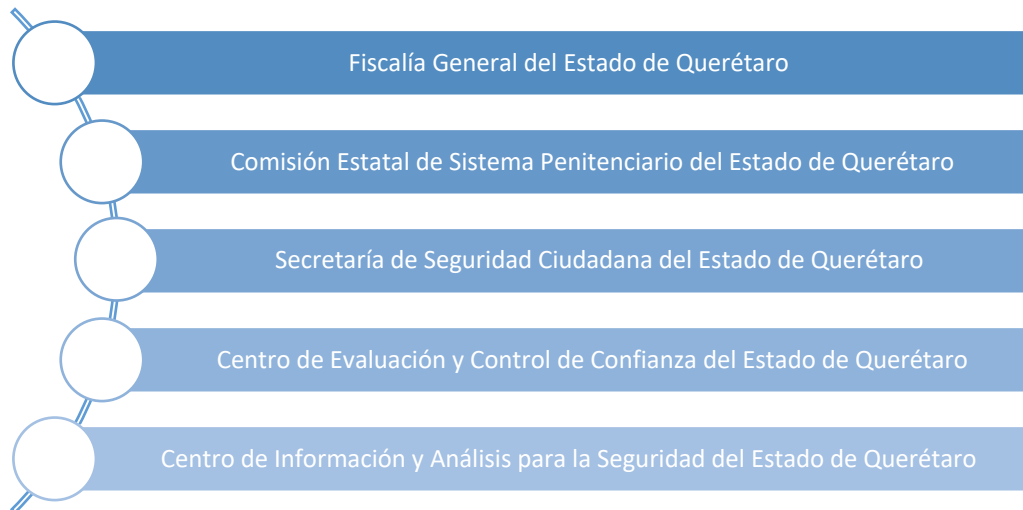 Fiscalía General del Estado de Querétaro
Comisión Estatal de Sistema Penitenciario del Estado de Querétaro
Secretaría de Seguridad Ciudadana del Estado de Querétaro
Centro de Evaluación y Control de Confianza del Estado de Querétaro
Centro de Información y Análisis para la Seguridad del Estado de Querétaro